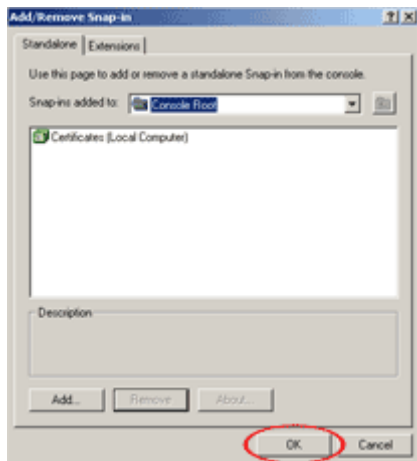 Add/Remove Snap-in
Standalone Extensions
Use this page to add or remove a standalone Snap-in from the console.
Snap-ins added to: Console Root
Certificates (Local Computer)
Description
Add... Remove About...
OK Cancel